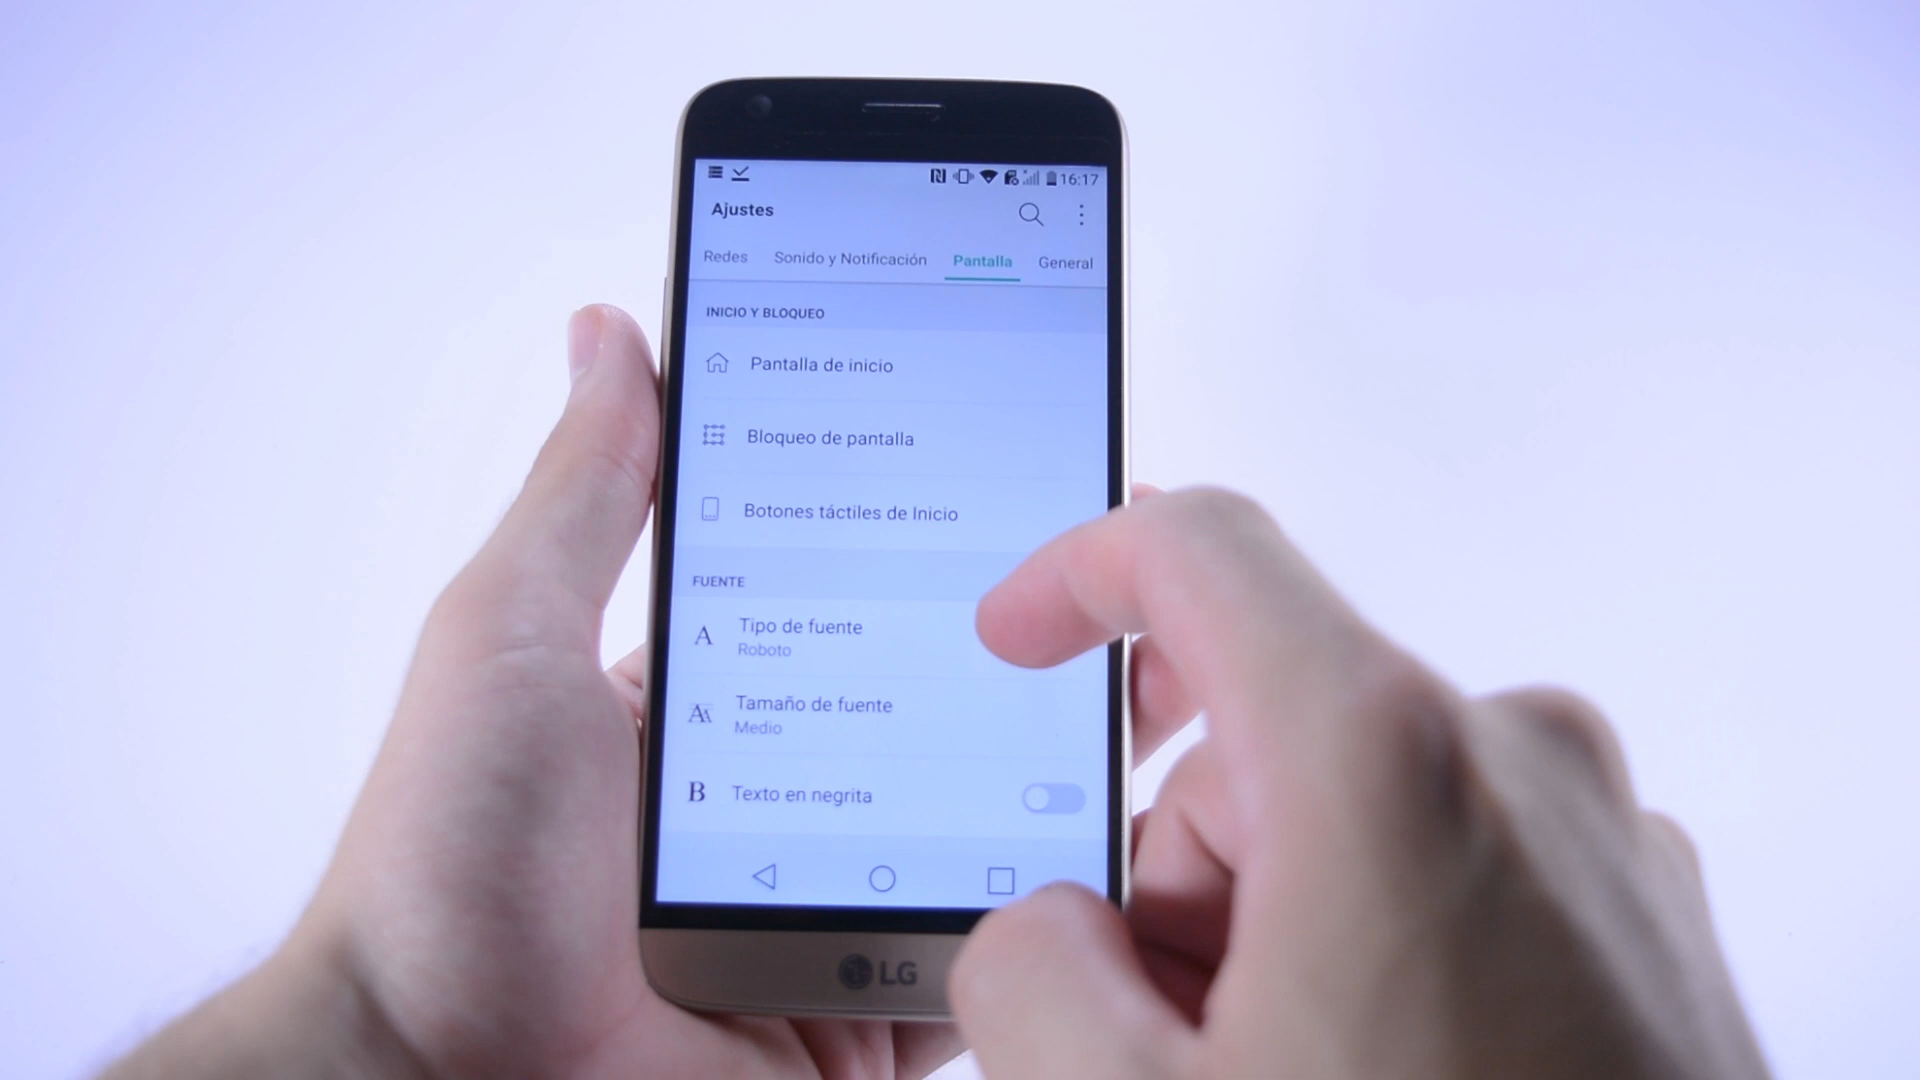 16:17
Ajustes
Redes Sonido y Notificación Pantalla General
INICIO Y BLOQUEO
Pantalla de inicio
Bloqueo de pantalla
Botones táctiles de Inicio
FUENTE
A Tipo de fuente
Roboto
AA Tamaño de fuente
Medio
B Texto en negrita
LG